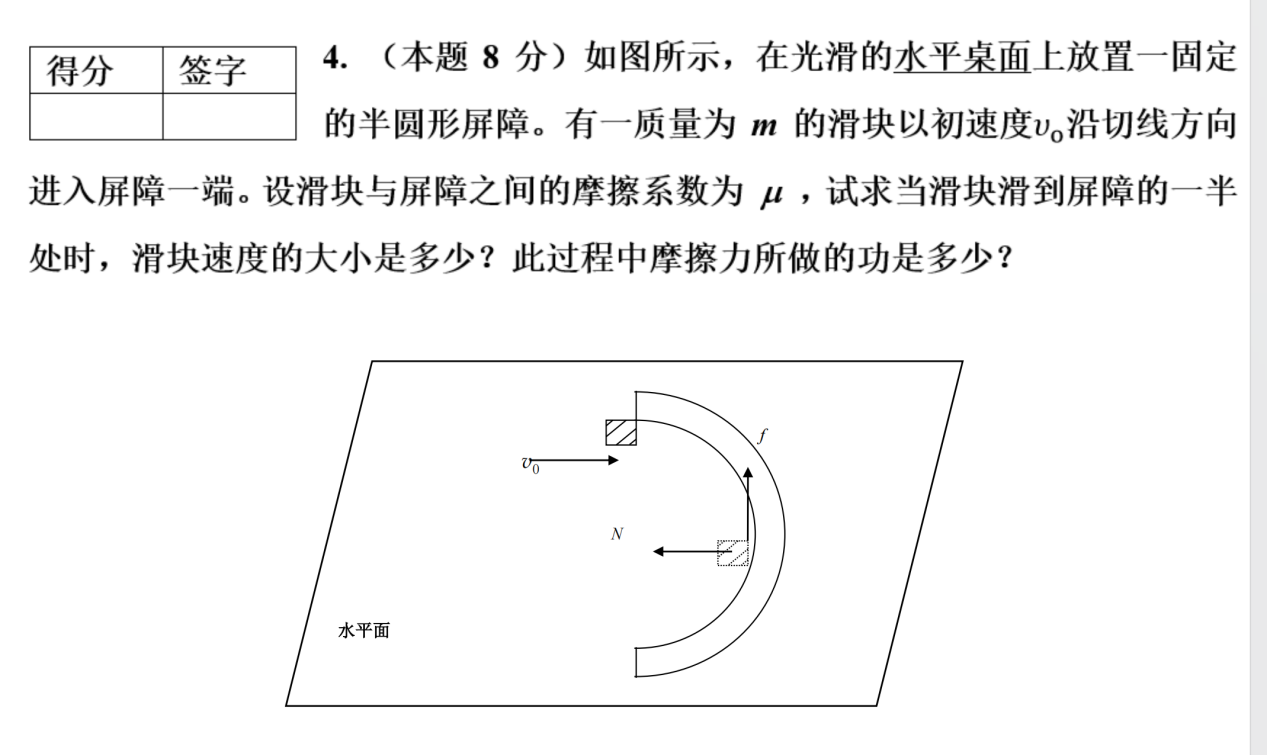 得分 签字
4. （本题 8 分）如图所示，在光滑的水平桌面上放置一固定
的半圆形屏障。有一质量为 m 的滑块以初速度υ₀沿切线方向
进入屏障一端。设滑块与屏障之间的摩擦系数为 μ ，试求当滑块滑到屏障的一半
处时，滑块速度的大小是多少？此过程中摩擦力所做的功是多少？
f
υ₀
N
水平面